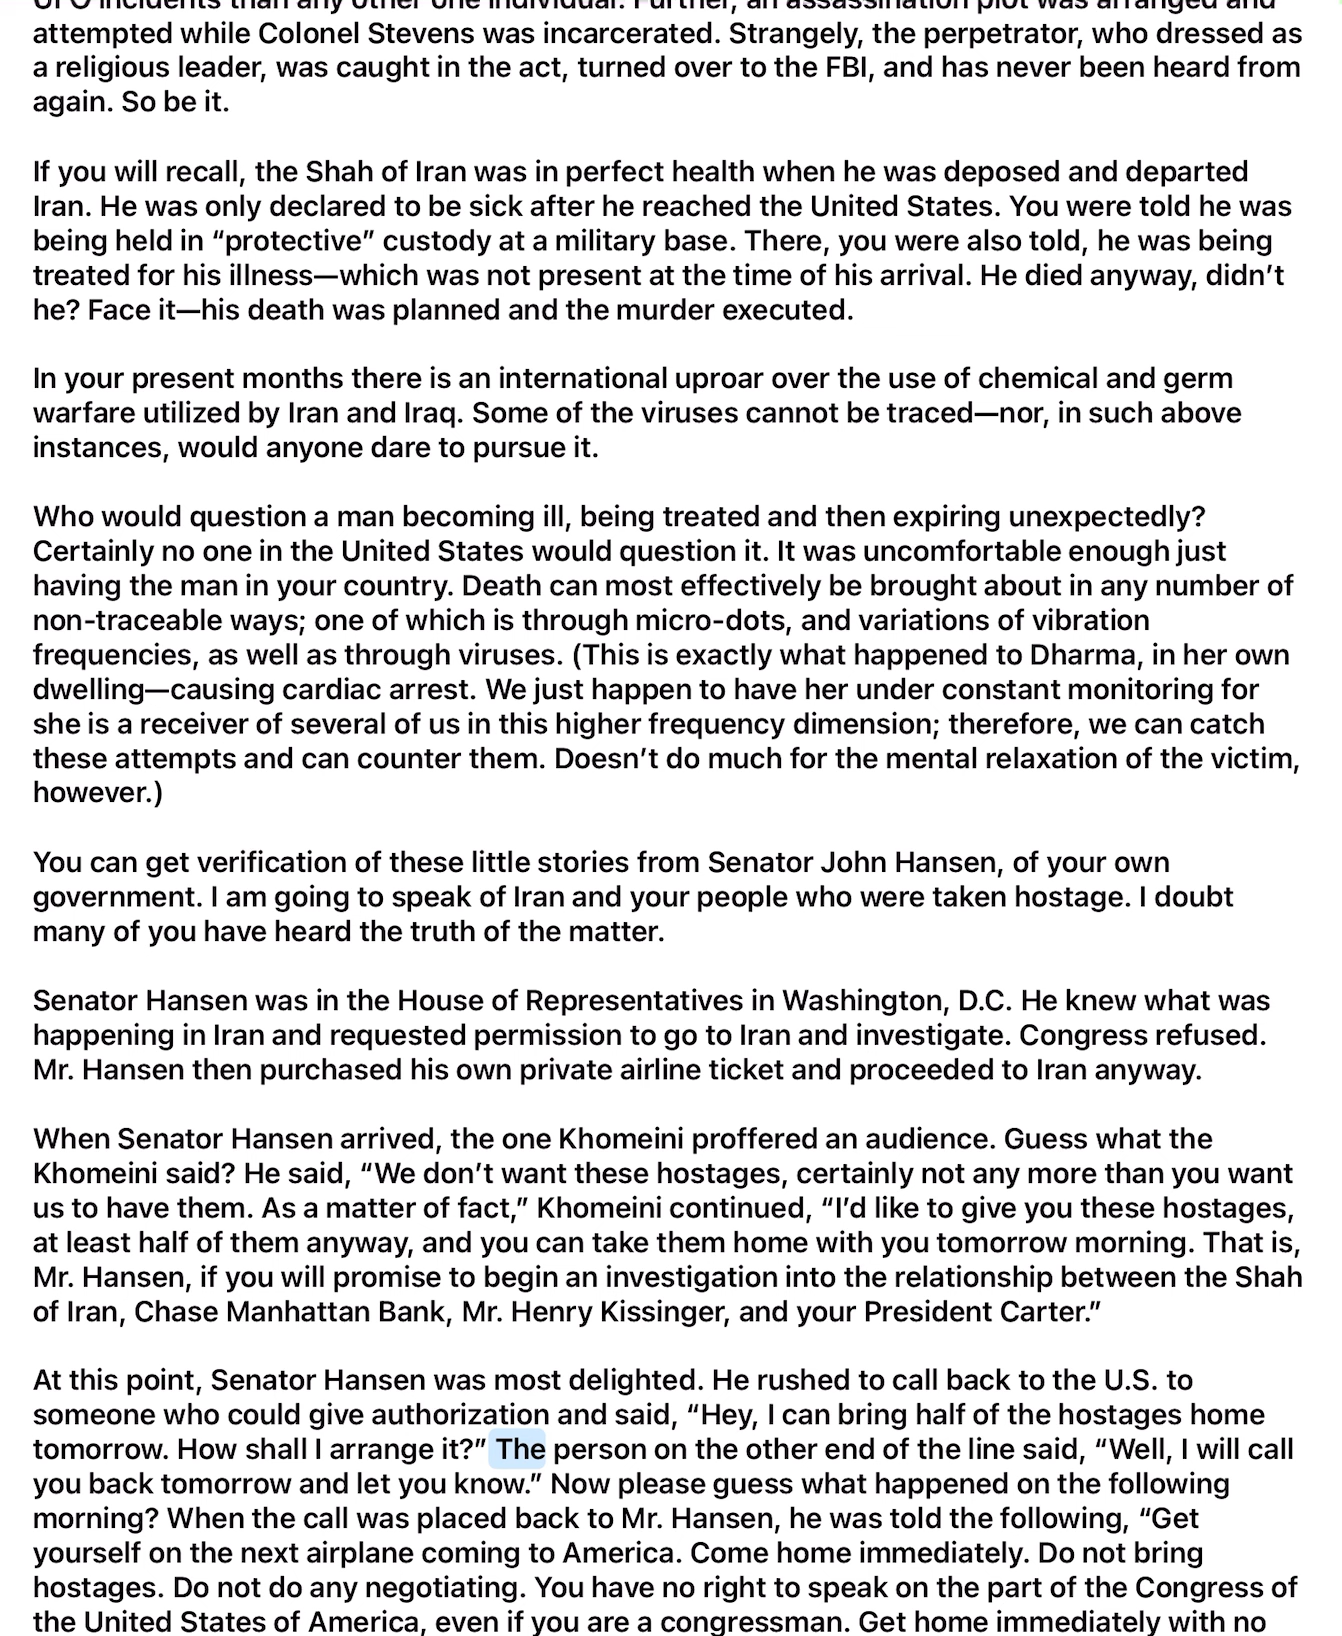 UFO incidents than any other one individual. Further, an assassination plot was arranged and
attempted while Colonel Stevens was incarcerated. Strangely, the perpetrator, who dressed as
a religious leader, was caught in the act, turned over to the FBI, and has never been heard from
again. So be it.
If you will recall, the Shah of Iran was in perfect health when he was deposed and departed
Iran. He was only declared to be sick after he reached the United States. You were told he was
being held in “protective” custody at a military base. There, you were also told, he was being
treated for his illness—which was not present at the time of his arrival. He died anyway, didn’t
he? Face it—his death was planned and the murder executed.
In your present months there is an international uproar over the use of chemical and germ
warfare utilized by Iran and Iraq. Some of the viruses cannot be traced—nor, in such above
instances, would anyone dare to pursue it.
Who would question a man becoming ill, being treated and then expiring unexpectedly?
Certainly no one in the United States would question it. It was uncomfortable enough just
having the man in your country. Death can most effectively be brought about in any number of
non-traceable ways; one of which is through micro-dots, and variations of vibration
frequencies, as well as through viruses. (This is exactly what happened to Dharma, in her own
dwelling—causing cardiac arrest. We just happen to have her under constant monitoring for
she is a receiver of several of us in this higher frequency dimension; therefore, we can catch
these attempts and can counter them. Doesn’t do much for the mental relaxation of the victim,
however.)
You can get verification of these little stories from Senator John Hansen, of your own
government. I am going to speak of Iran and your people who were taken hostage. I doubt
many of you have heard the truth of the matter.
Senator Hansen was in the House of Representatives in Washington, D.C. He knew what was
happening in Iran and requested permission to go to Iran and investigate. Congress refused.
Mr. Hansen then purchased his own private airline ticket and proceeded to Iran anyway.
When Senator Hansen arrived, the one Khomeini proffered an audience. Guess what the
Khomeini said? He said, “We don’t want these hostages, certainly not any more than you want
us to have them. As a matter of fact,” Khomeini continued, “I’d like to give you these hostages,
at least half of them anyway, and you can take them home with you tomorrow morning. That is,
Mr. Hansen, if you will promise to begin an investigation into the relationship between the Shah
of Iran, Chase Manhattan Bank, Mr. Henry Kissinger, and your President Carter.”
At this point, Senator Hansen was most delighted. He rushed to call back to the U.S. to
someone who could give authorization and said, “Hey, I can bring half of the hostages home
tomorrow. How shall I arrange it?” The person on the other end of the line said, “Well, I will call
you back tomorrow and let you know.” Now please guess what happened on the following
morning? When the call was placed back to Mr. Hansen, he was told the following, “Get
yourself on the next airplane coming to America. Come home immediately. Do not bring
hostages. Do not do any negotiating. You have no right to speak on the part of the Congress of
the United States of America, even if you are a congressman. Get home immediately with no